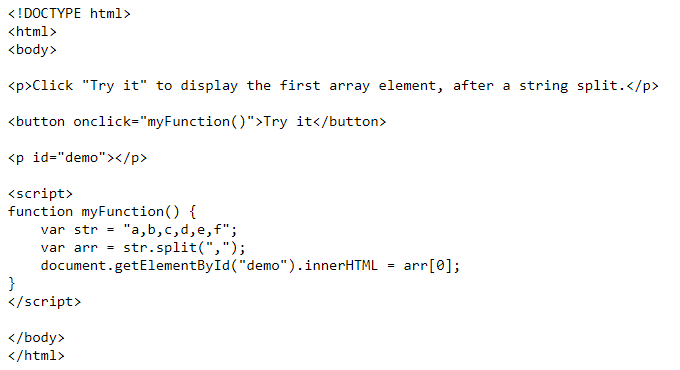 <!DOCTYPE html>
<html>
<body>
<p>Click "Try it" to display the first array element, after a string split.</p>
<button onclick="myFunction()">Try it</button>
<p id="demo"></p>
<script>
function myFunction() {
    var str = "a,b,c,d,e,f";
    var arr = str.split(",");
    document.getElementById("demo").innerHTML = arr[0];
}
</script>
</body>
</html>